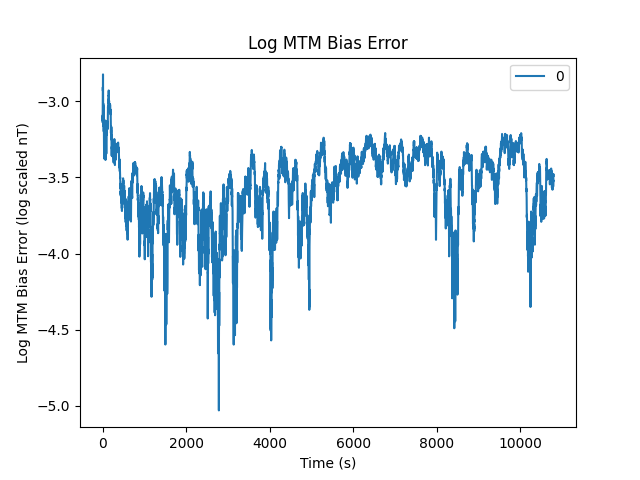 Log MTM Bias Error
0
Log MTM Bias Error (log scaled nT)
−3.0
−3.5
−4.0
−4.5
−5.0
0 2000 4000 6000 8000 10000
Time (s)